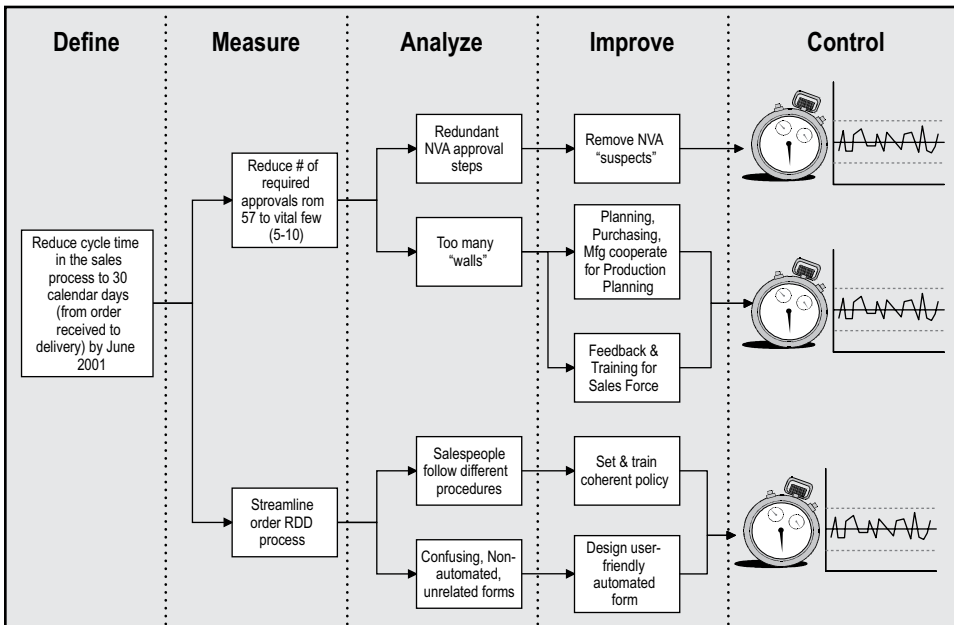 Define
Measure
Analyze
Improve
Control
Reduce cycle time
in the sales
process to 30
calendar days
(from order
received to
delivery) by June
2001
Reduce # of
required
approvals rom
57 to vital few
(5-10)
Streamline
order RDD
process
Redundant
NVA approval
steps
Too many
“walls”
Salespeople
follow different
procedures
Confusing, Non-
automated,
unrelated forms
Remove NVA
“suspects”
Planning,
Purchasing,
Mfg cooperate
for Production
Planning
Feedback &
Training for
Sales Force
Set & train
coherent policy
Design user-
friendly
automated
form